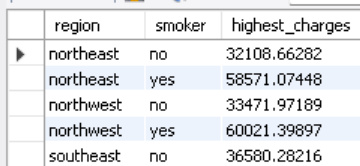 region smoker highest_charges
northeast no 32108.66282
northeast yes 58571.07448
northwest no 33471.97189
northwest yes 60021.39897
southeast no 36580.28216